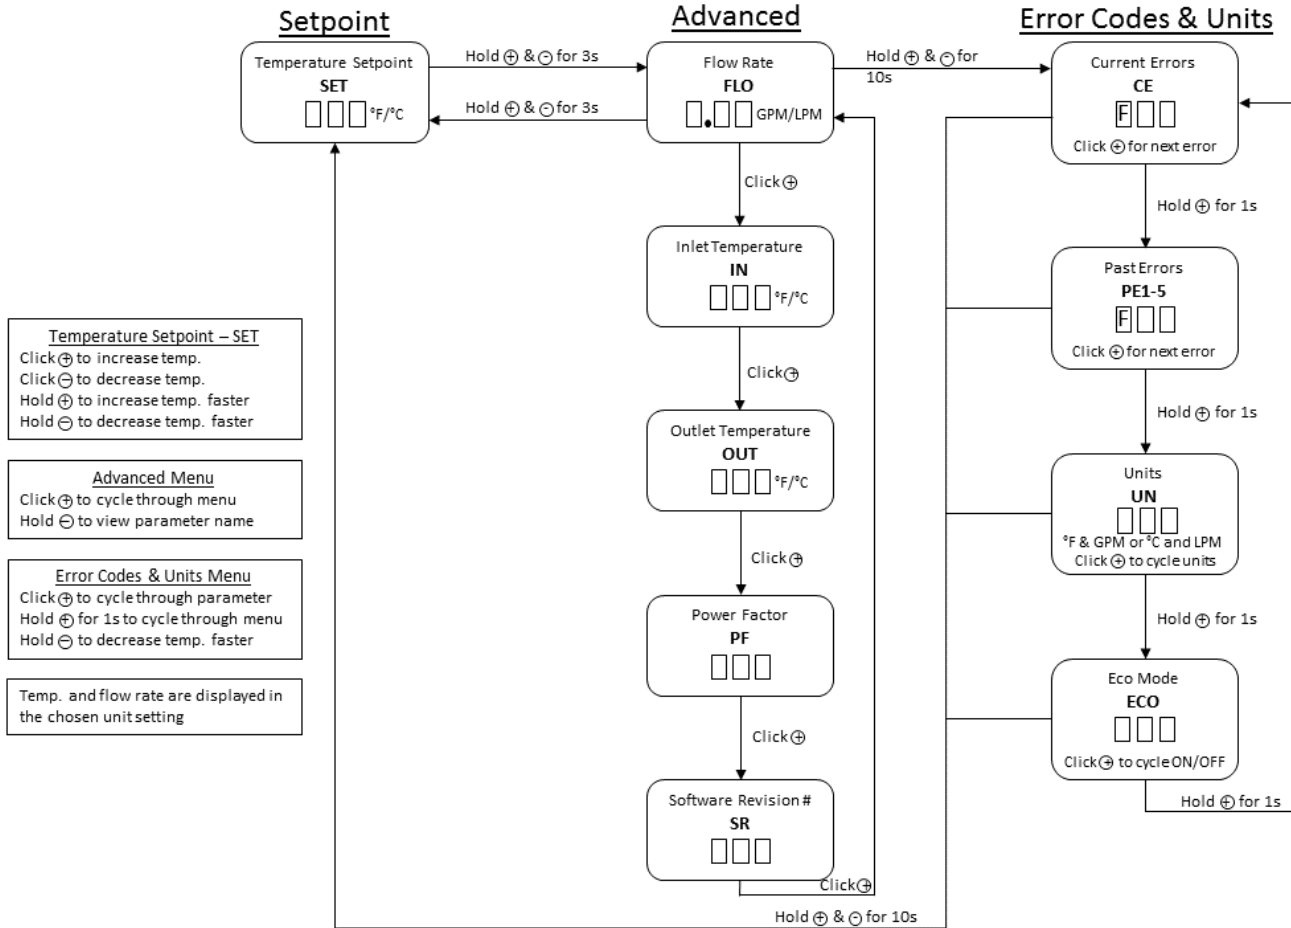 Setpoint
Advanced
Error Codes & Units
Temperature Setpoint
SET
°F/°C
Hold ⊕ & ⊖ for 3s
Hold ⊕ & ⊖ for 3s
Flow Rate
FLO
. GPM/LPM
Hold ⊕ & ⊖ for
10s
Current Errors
CE
F
Click ⊕ for next error
Click ⊕
Hold ⊕ for 1s
Inlet Temperature
IN
°F/°C
Past Errors
PE1-5
F
Click ⊕ for next error
Click ⊕
Hold ⊕ for 1s
Outlet Temperature
OUT
°F/°C
Units
UN
°F & GPM or °C and LPM
Click ⊕ to cycle units
Click ⊕
Hold ⊕ for 1s
Power Factor
PF
Eco Mode
ECO
Click ⊕ to cycle ON/OFF
Click ⊕
Hold ⊕ for 1s
Software Revision #
SR
Click ⊕
Hold ⊕ & ⊖ for 10s
Temperature Setpoint – SET
Click ⊕ to increase temp.
Click ⊖ to decrease temp.
Hold ⊕ to increase temp. faster
Hold ⊖ to decrease temp. faster
Advanced Menu
Click ⊕ to cycle through menu
Hold ⊖ to view parameter name
Error Codes & Units Menu
Click ⊕ to cycle through parameter
Hold ⊕ for 1s to cycle through menu
Hold ⊖ to decrease temp. faster
Temp. and flow rate are displayed in
the chosen unit setting